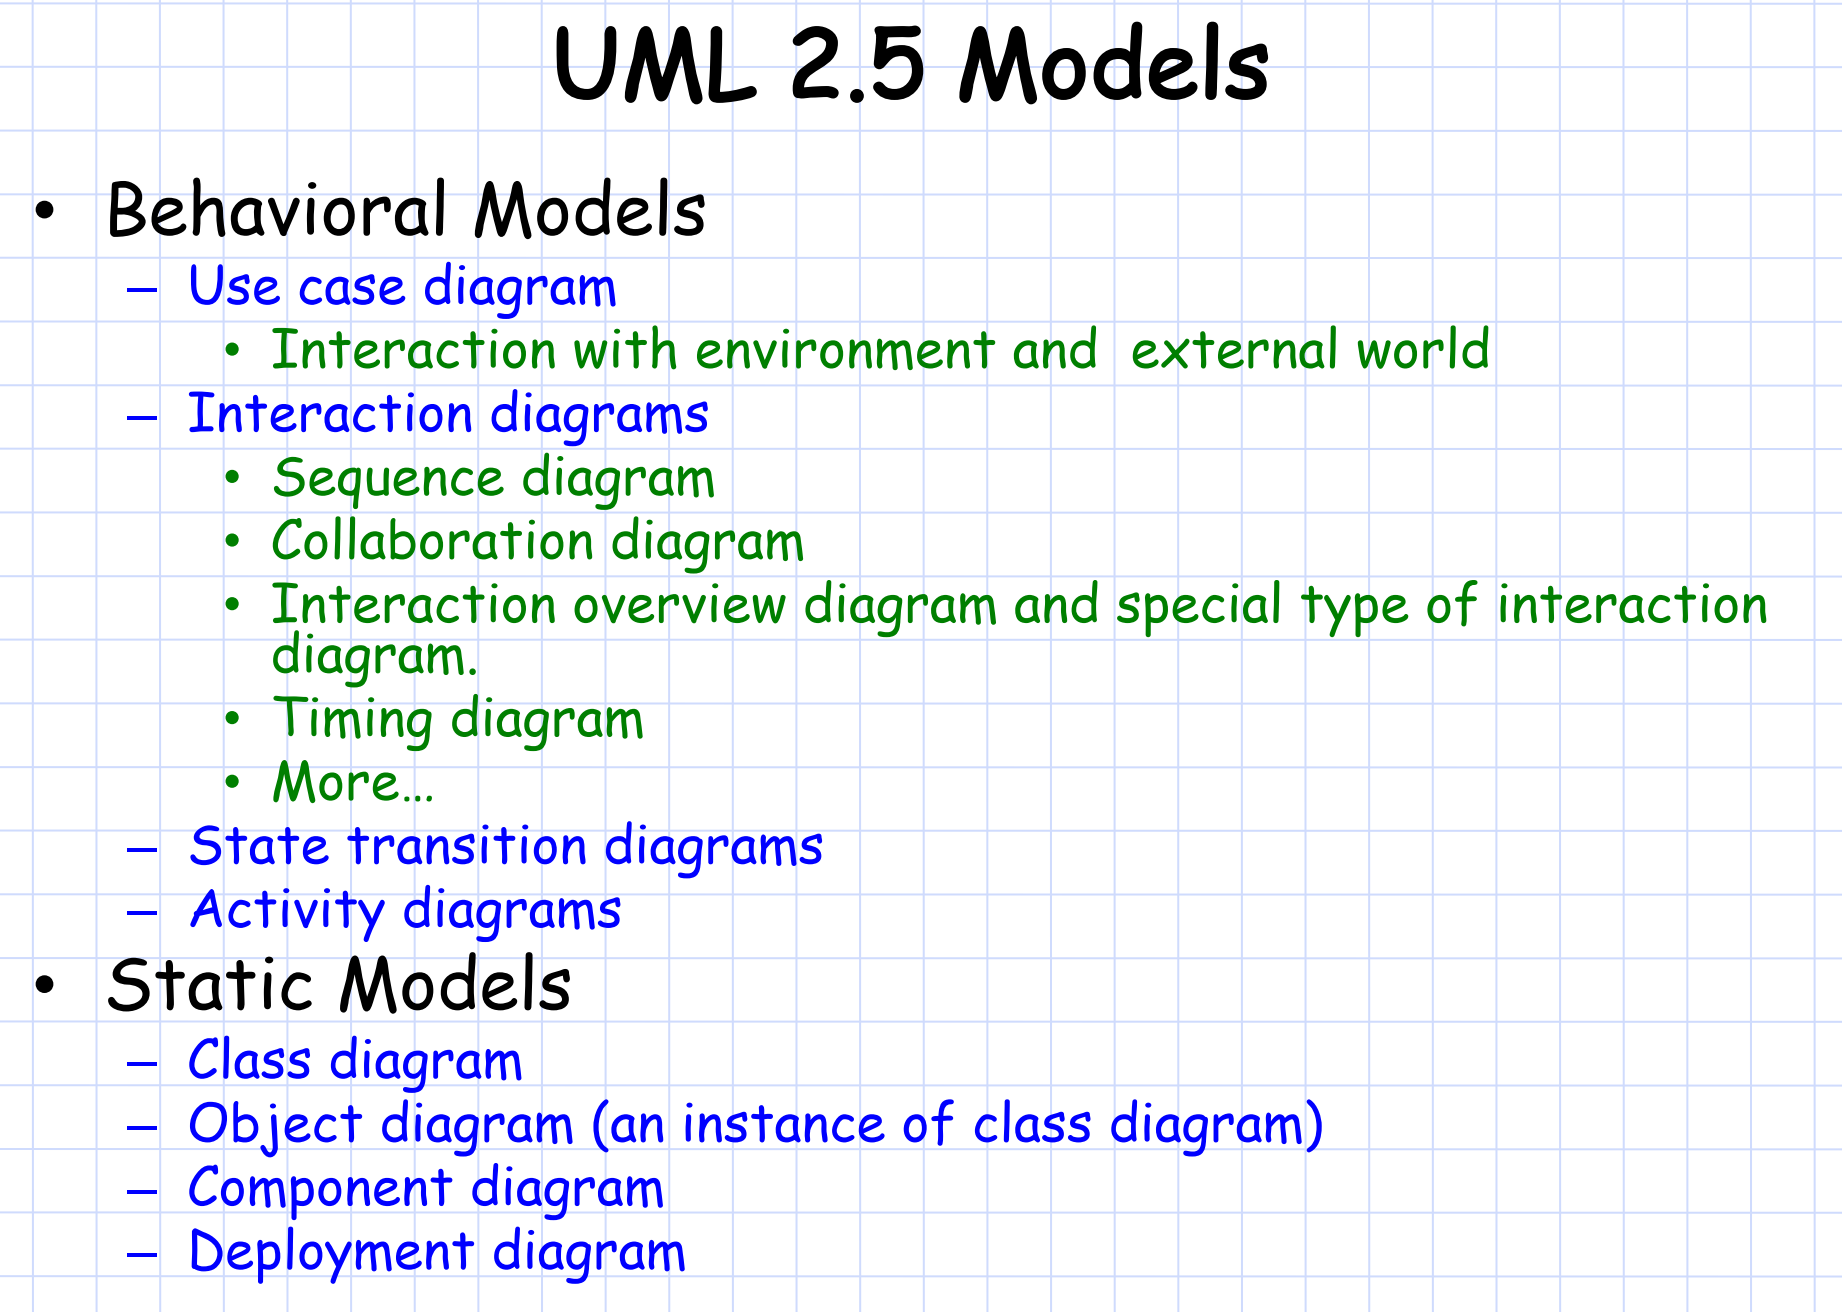 UML 2.5 Models
• Behavioral Models
– Use case diagram
• Interaction with environment and  external world
– Interaction diagrams
• Sequence diagram
• Collaboration diagram
• Interaction overview diagram and special type of interaction
diagram.
• Timing diagram
• More…
– State transition diagrams
– Activity diagrams
• Static Models
– Class diagram
– Object diagram (an instance of class diagram)
– Component diagram
– Deployment diagram